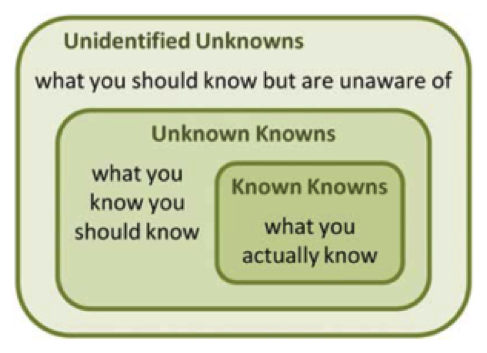 Unidentified Unknowns
what you should know but are unaware of
Unknown Knowns
what you
know you
should know
Known Knowns
what you
actually know